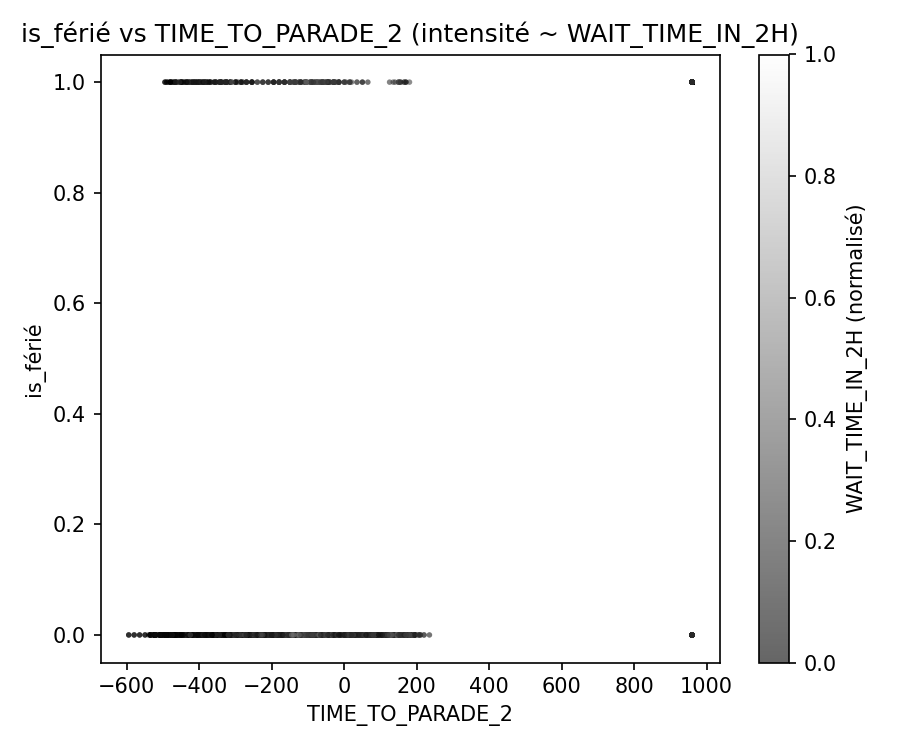 is_férié vs TIME_TO_PARADE_2 (intensité ~ WAIT_TIME_IN_2H)
1.0
0.8
0.6
0.4
0.2
0.0
is_férié
−600 −400 −200 0 200 400 600 800 1000
TIME_TO_PARADE_2
1.0
0.8
0.6
0.4
0.2
0.0
WAIT_TIME_IN_2H (normalisé)